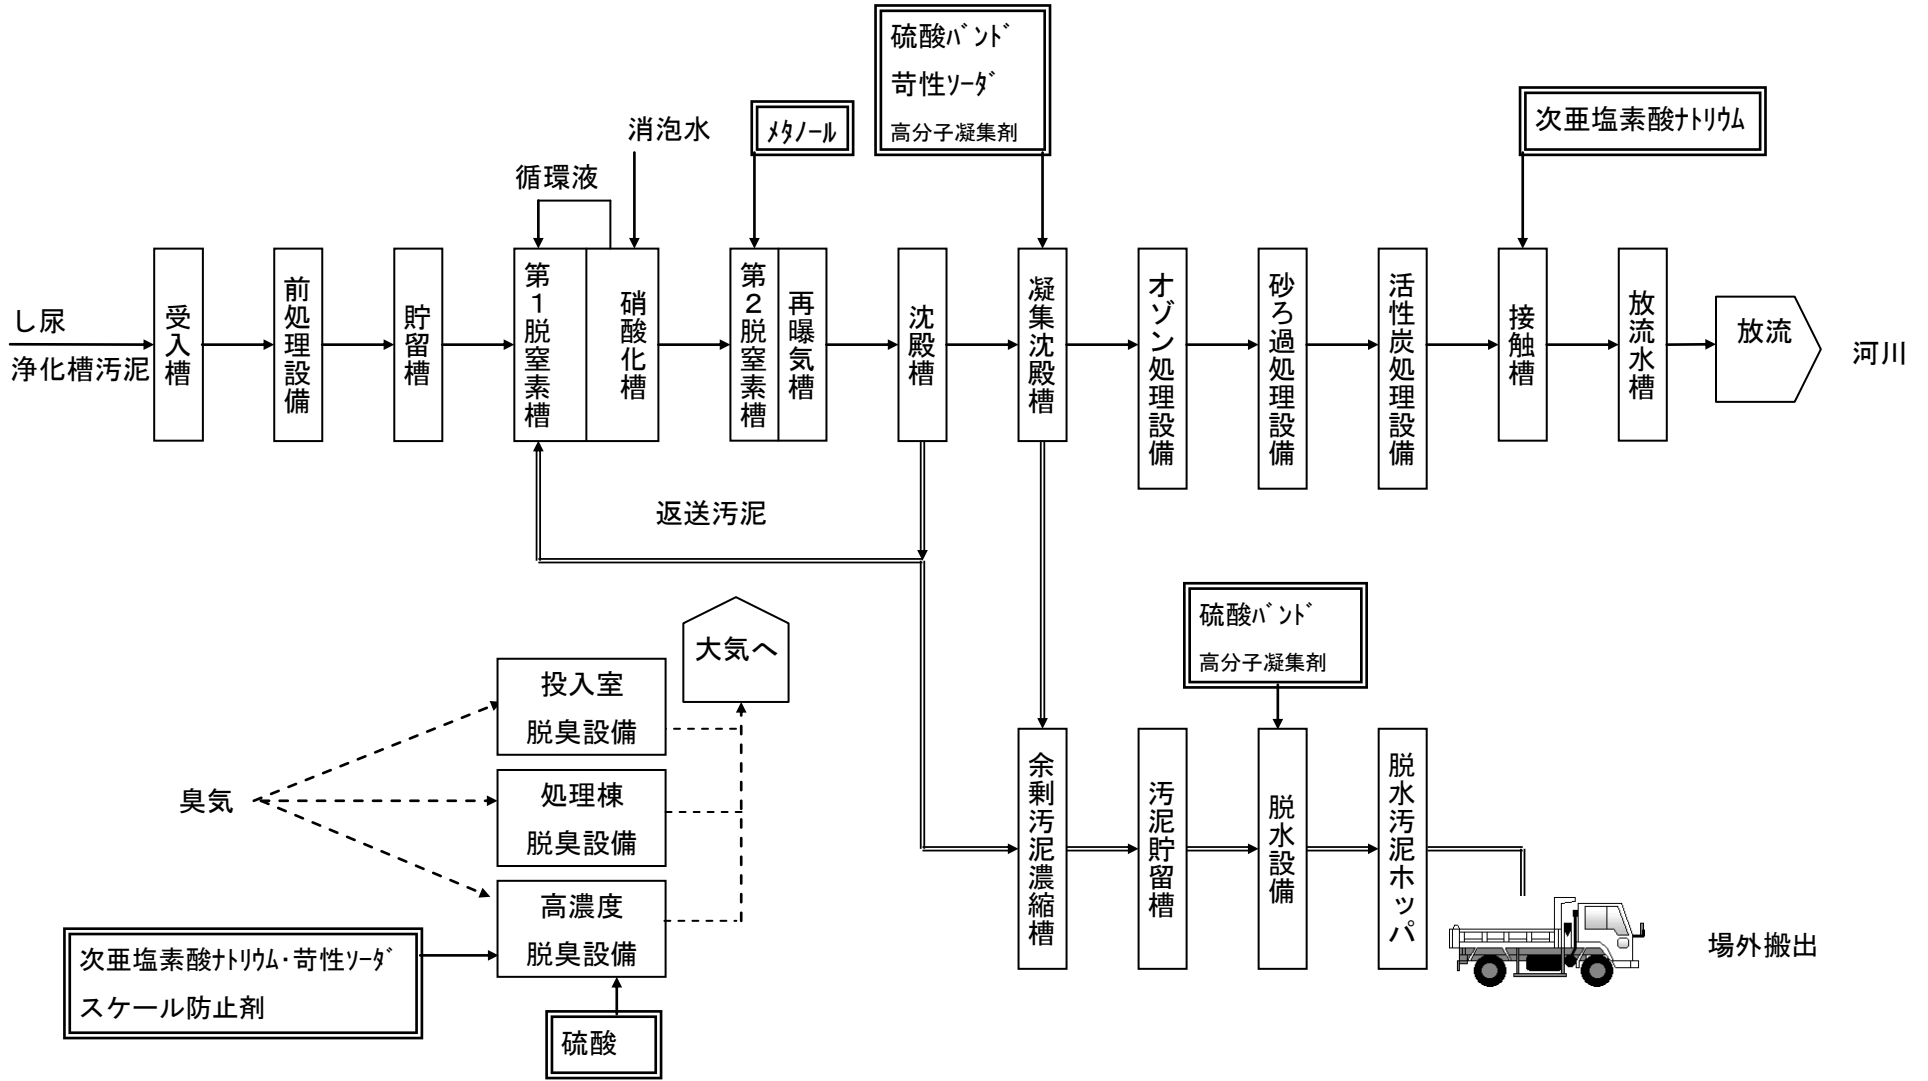 硫酸ﾊﾞﾝﾄﾞ
苛性ｿｰﾀﾞ
高分子凝集剤
メタノール
次亜塩素酸ﾅﾄﾘｳﾑ
消泡水
循環液
し尿
浄化槽汚泥
受入槽
前処理設備
貯留槽
第１脱窒素槽
硝酸化槽
第２脱窒素槽
再曝気槽
沈殿槽
凝集沈殿槽
オゾン処理設備
砂ろ過処理設備
活性炭処理設備
接触槽
放流水槽
放流
河川
返送汚泥
硫酸ﾊﾞﾝﾄﾞ
高分子凝集剤
大気へ
投入室
脱臭設備
臭気
処理棟
脱臭設備
高濃度
脱臭設備
余剰汚泥濃縮槽
汚泥貯留槽
脱水設備
脱水汚泥ホッパ
場外搬出
次亜塩素酸ﾅﾄﾘｳﾑ･苛性ｿｰﾀﾞ
スケール防止剤
硫酸